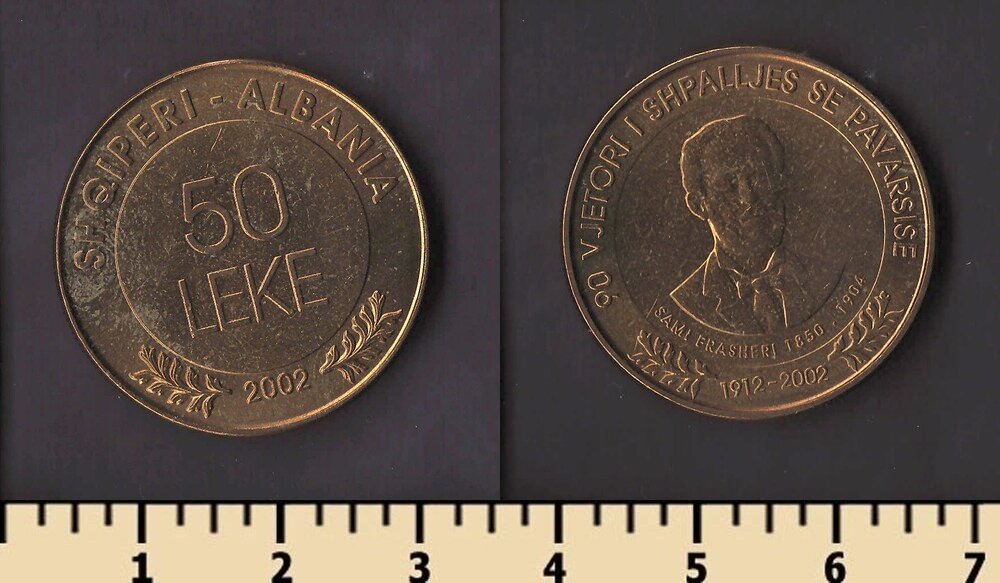 SHQIPERI - ALBANIA
50
LEKE
2002
90 VJETORI I SHPALLJES SE PAVARSISE
SAMI FRASHERI 1850 - 1904
1912-2002
1 2 3 4 5 6 7